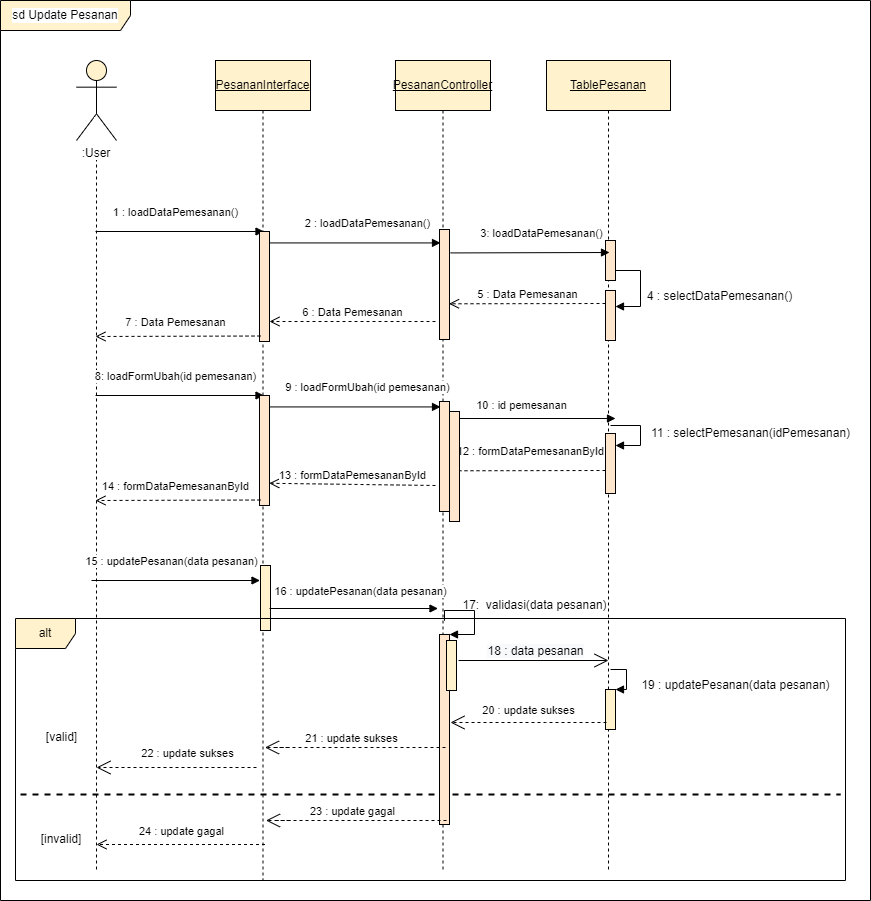 sd Update Pesanan
:User
PesananInterface
PesananController
TablePesanan
1 : loadDataPemesanan()
2 : loadDataPemesanan()
3: loadDataPemesanan()
4 : selectDataPemesanan()
5 : Data Pemesanan
6 : Data Pemesanan
7 : Data Pemesanan
8: loadFormUbah(id pemesanan)
9 : loadFormUbah(id pemesanan)
10 : id pemesanan
11 : selectPemesanan(idPemesanan)
12 : formDataPemesananById
13 : formDataPemesananById
14 : formDataPemesananById
15 : updatePesanan(data pesanan)
16 : updatePesanan(data pesanan)
17: validasi(data pesanan)
alt
18 : data pesanan
19 : updatePesanan(data pesanan)
20 : update sukses
[valid]
21 : update sukses
22 : update sukses
23 : update gagal
24 : update gagal
[invalid]